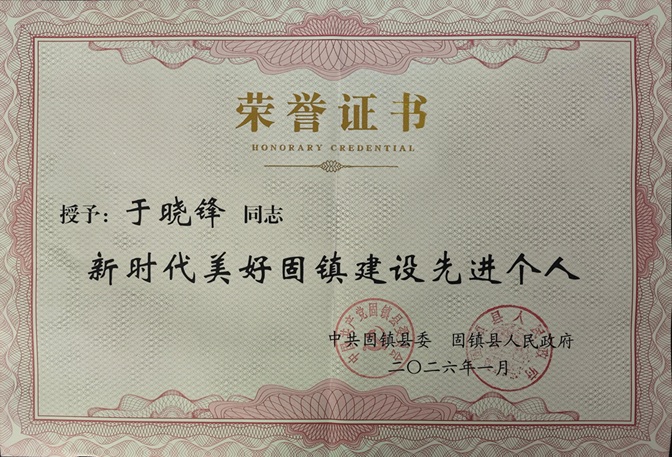 荣誉证书
HONORARY CREDENTIAL
授予：于晓锋 同志
新时代美好固镇建设先进个人
中共固镇县委 固镇县人民政府
二〇二六年一月